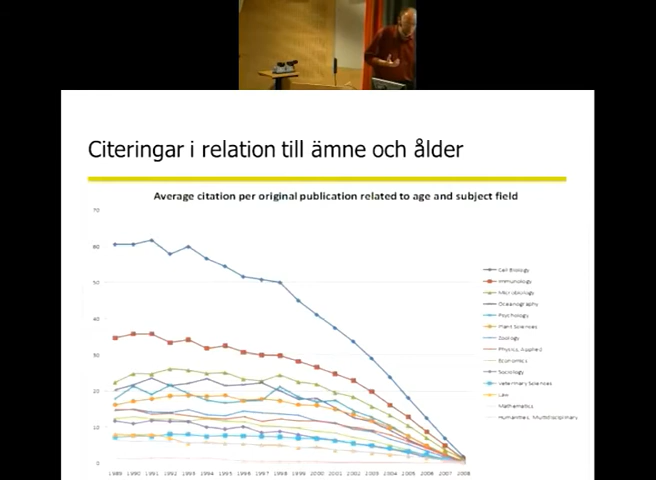 Citeringar i relation till ämne och ålder
Average citation per original publication related to age and subject field
70
60
50
40
30
20
10
0
Cell Biology
Immunology
Microbiology
Oceanography
Psychology
Plant Sciences
Zoology
Physics, Applied
Economics
Sociology
Veterinary Sciences
Law
Mathematics
Humanities, Multidisciplinary
1989 1990 1991 1992 1993 1994 1995 1996 1997 1998 1999 2000 2001 2002 2003 2004 2005 2006 2007 2008